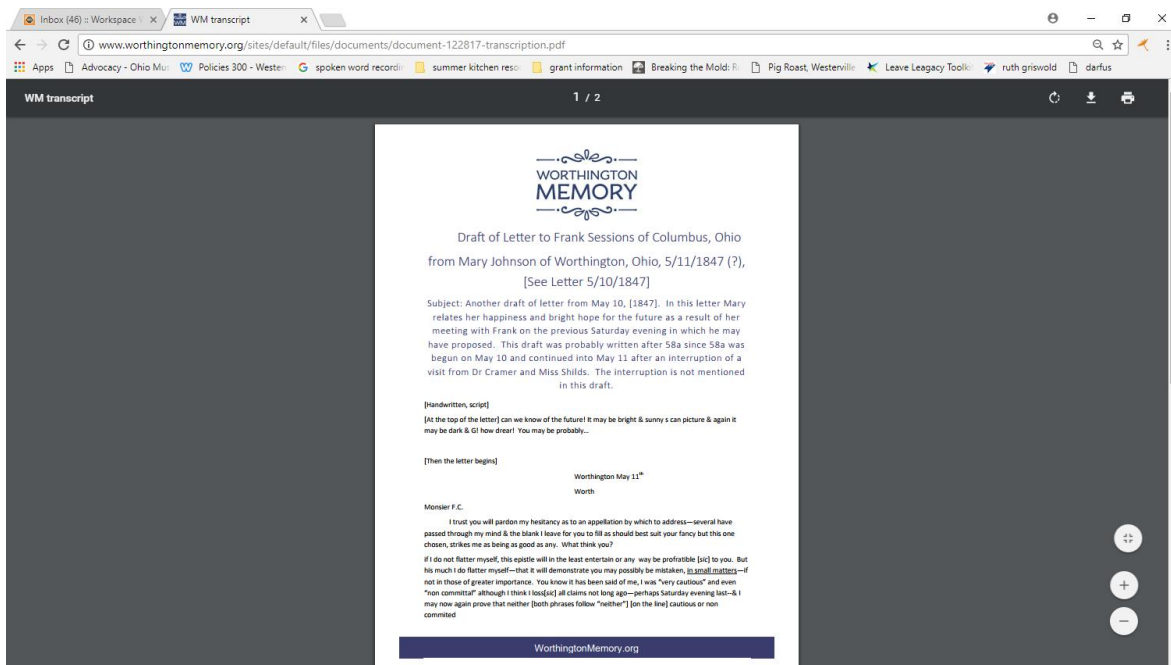 Inbox (46) :: Workspace
WM transcript
www.worthingtonmemory.org/sites/default/files/documents/document-122817-transcription.pdf
Apps Advocacy - Ohio Mus Policies 300 - Wester spoken word recordi summer kitchen reso grant information Breaking the Mold: R Pig Roast, Westerville Leave Leagacy Toolki ruth griswold darfus
WM transcript 1 / 2
WORTHINGTON
MEMORY
Draft of Letter to Frank Sessions of Columbus, Ohio
from Mary Johnson of Worthington, Ohio, 5/11/1847 (?),
[See Letter 5/10/1847]
Subject: Another draft of letter from May 10, [1847]. In this letter Mary
relates her happiness and bright hope for the future as a result of her
meeting with Frank on the previous Saturday evening in which he may
have proposed. This draft was probably written after 58a since 58a was
begun on May 10 and continued into May 11 after an interruption of a
visit from Dr Cramer and Miss Shilds. The interruption is not mentioned
in this draft.
[Handwritten, script]
[At the top of the letter] can we know of the future! It may be bright & sunny s can picture & again it
may be dark & G! how drear! You may be probably...
[Then the letter begins]
Worthington May 11th
Worth
Monsier F.C.
I trust you will pardon my hesitancy as to an appellation by which to address—several have
passed through my mind & the blank I leave for you to fill as should best suit your fancy but this one
chosen, strikes me as being as good as any. What think you?
if I do not flatter myself, this epistle will in the least entertain or any way be profratible [sic] to you. But
his much I do flatter myself—that it will demonstrate you may possibly be mistaken, in small matters—if
not in those of greater importance. You know it has been said of me, I was "very cautious" and even
"non committal" although I think I loss[sic] all claims not long ago—perhaps Saturday evening last--& I
may now again prove that neither [both phrases follow "neither"] [on the line] cautious or non
commited
WorthingtonMemory.org